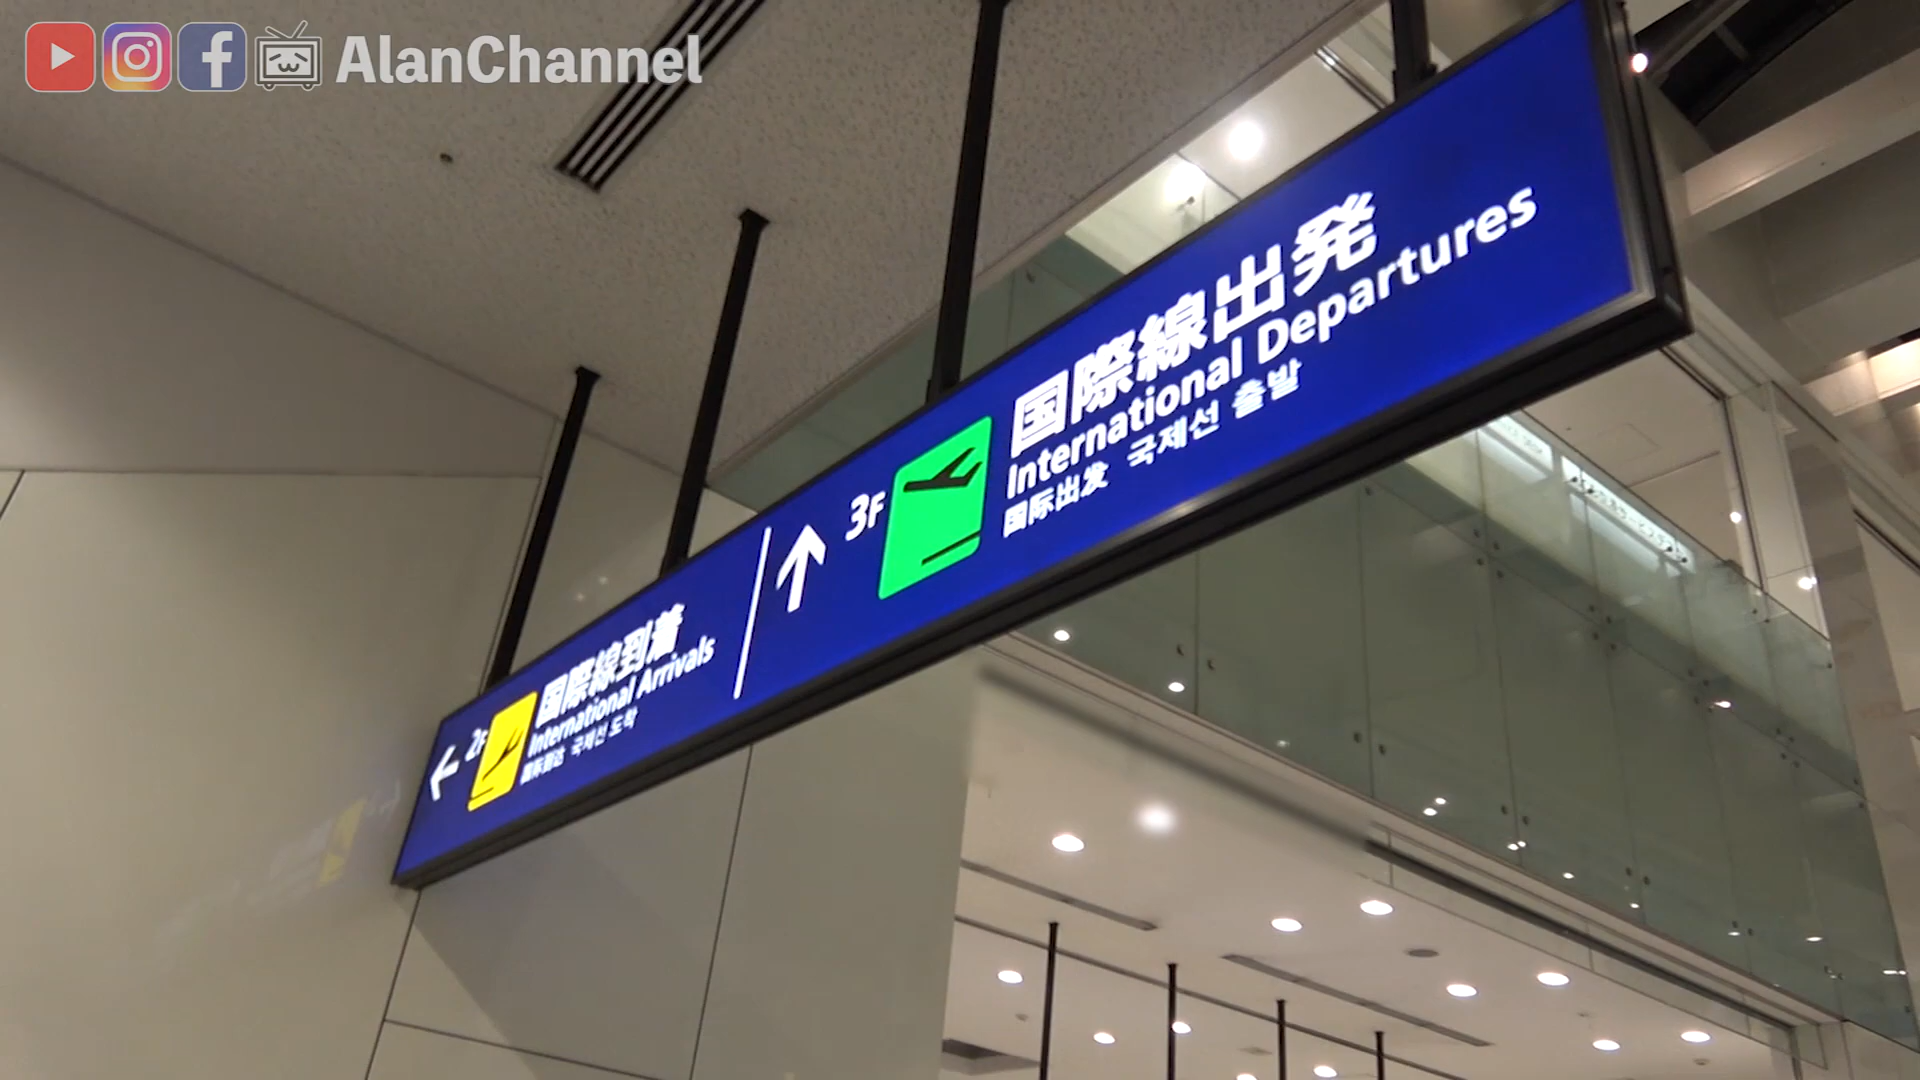 AlanChannel
2F
国際線到着
International Arrivals
国际到达 국제선 도착
3F
国際線出発
International Departures
国际出发 국제선 출발